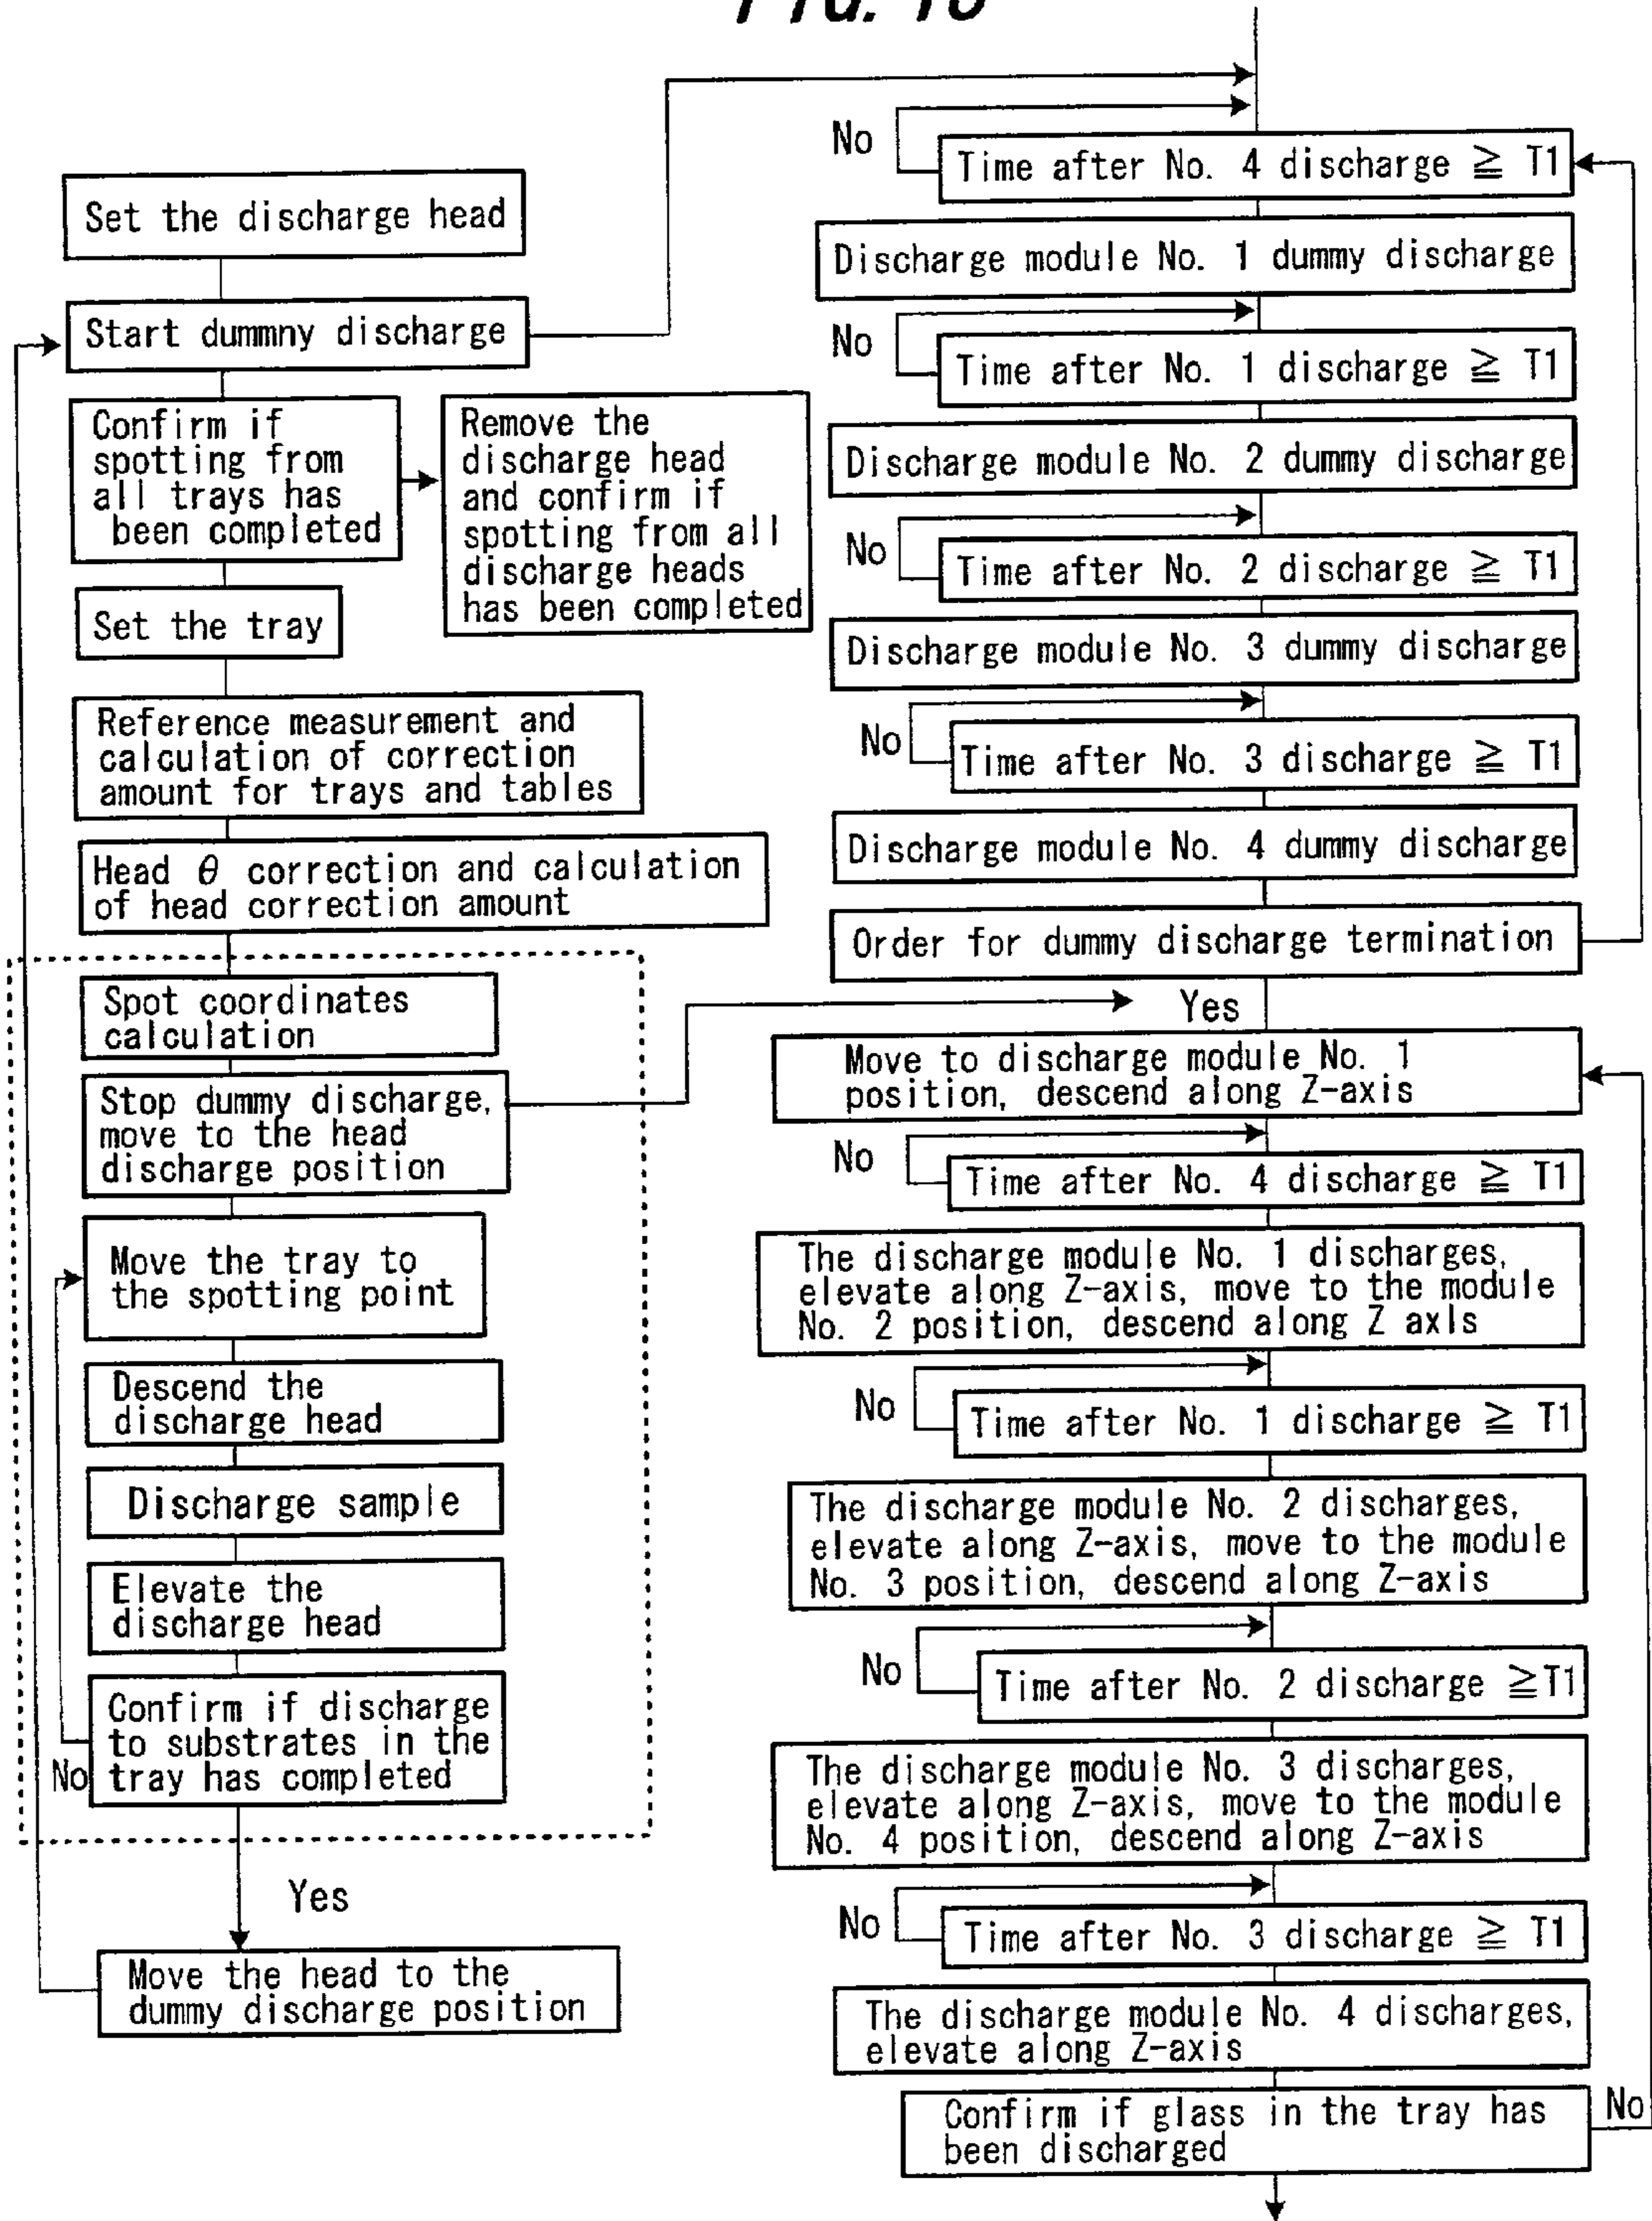 FIG.
Set the discharge head
Start dummny discharge
Confirm if
spotting from
all trays has
been completed
Remove the
discharge head
and confirm if
spotting from all
discharge heads
has been completed
Set the tray
Reference measurement and
calculation of correction
amount for trays and tables
Head θ correction and calculation
of head correction amount
Spot coordinates
calculation
Stop dummy discharge,
move to the head
discharge position
Move the tray to
the spotting point
Descend the
discharge head
Discharge sample
Elevate the
discharge head
Confirm if discharge
to substrates in the
tray has completed
No
Yes
Move the head to the
dummy discharge position
No
Time after No. 4 discharge ≧ T1
Discharge module No. 1 dummy discharge
No
Time after No. 1 discharge ≧ T1
Discharge module No. 2 dummy discharge
No
Time after No. 2 discharge ≧ T1
Discharge module No. 3 dummy discharge
No
Time after No. 3 discharge ≧ T1
Discharge module No. 4 dummy discharge
Order for dummy discharge termination
Yes
Move to discharge module No. 1
position, descend along Z-axis
No
Time after No. 4 discharge ≧ T1
The discharge module No. 1 discharges,
elevate along Z-axis, move to the module
No. 2 position, descend along Z axls
No
Time after No. 1 discharge ≧ T1
The discharge module No. 2 discharges,
elevate along Z-axis, move to the module
No. 3 position, descend along Z-axis
No
Time after No. 2 discharge ≧T1
The discharge module No. 3 discharges,
elevate along Z-axis, move to the module
No. 4 position, descend along Z-axis
No
Time after No. 3 discharge ≧ T1
The discharge module No. 4 discharges,
elevate along Z-axis
Confirm if glass in the tray has
been discharged
No